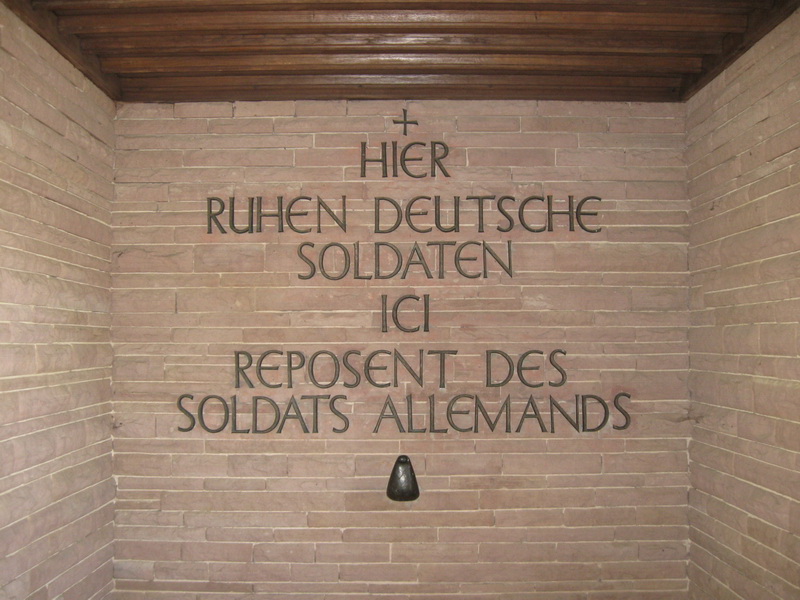 HIER
RUHEN DEUTSCHE
SOLDATEN
ICI
REPOSENT DES
SOLDATS ALLEMANDS